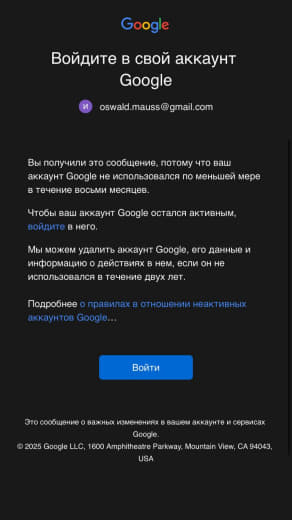 Google
Войдите в свой аккаунт
Google
И oswald.mauss@gmail.com
Вы получили это сообщение, потому что ваш
аккаунт Google не использовался по меньшей мере
в течение восьми месяцев.
Чтобы ваш аккаунт Google остался активным,
войдите в него.
Мы можем удалить аккаунт Google, его данные и
информацию о действиях в нем, если он не
использовался в течение двух лет.
Подробнее о правилах в отношении неактивных
аккаунтов Google…
Войти
Это сообщение о важных изменениях в вашем аккаунте и сервисах
Google.
© 2025 Google LLC, 1600 Amphitheatre Parkway, Mountain View, CA 94043,
USA